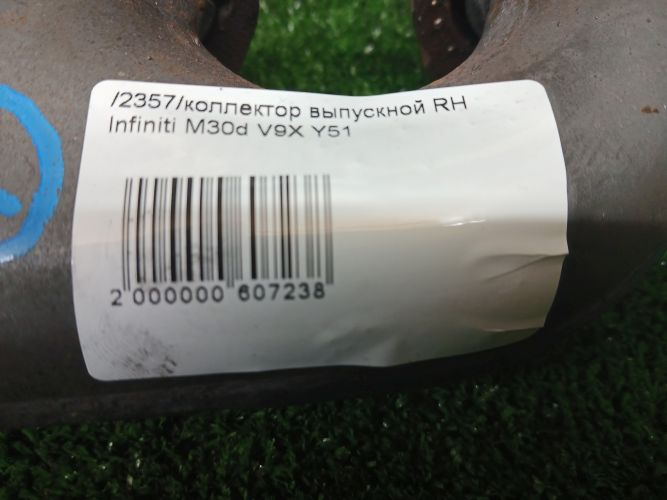 /2357/коллектор выпускной RH
Infiniti M30d V9X Y51
2 000000 607238